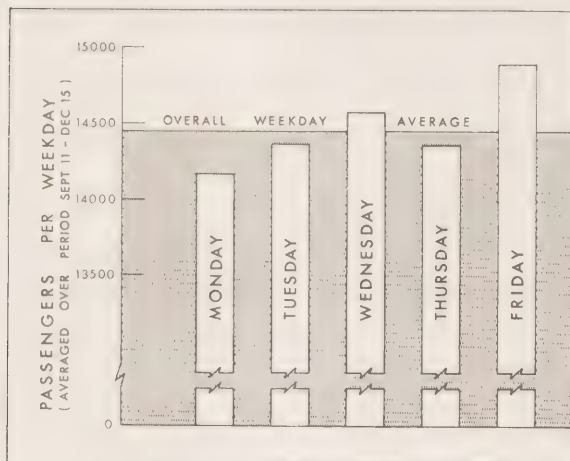 PASSENGERS PER WEEKDAY
( AVERAGED OVER PERIOD SEPT 11 - DEC 15 )
15000
14500
14000
13500
0
OVERALL WEEKDAY AVERAGE
MONDAY
TUESDAY
WEDNESDAY
THURSDAY
FRIDAY